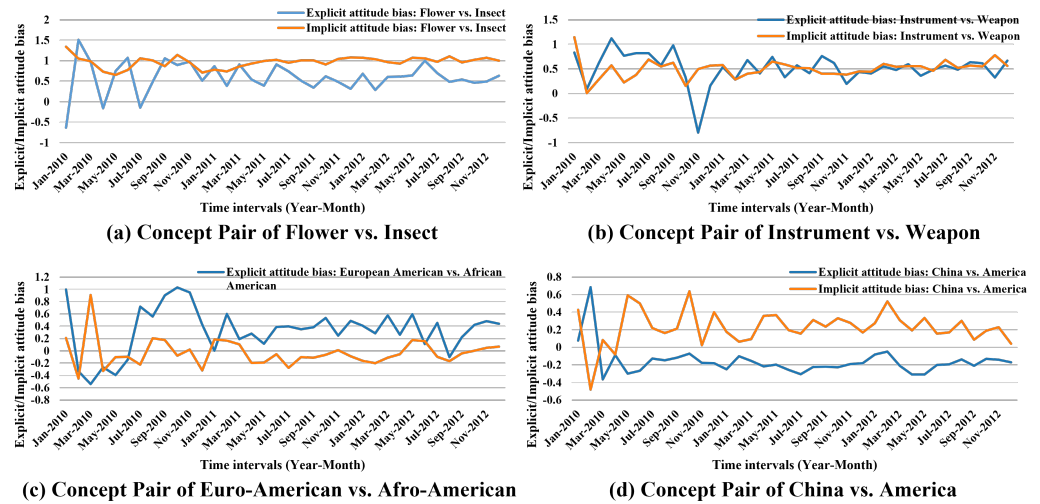 Explicit/Implicit attitude bias
2
1.5
1
0.5
0
-0.5
-1
Explicit attitude bias: Flower vs. Insect
Implicit attitude bias: Flower vs. Insect
Jan-2010
Mar-2010
May-2010
Jul-2010
Sep-2010
Nov-2010
Jan-2011
Mar-2011
May-2011
Jul-2011
Sep-2011
Nov-2011
Jan-2012
Mar-2012
May-2012
Jul-2012
Sep-2012
Nov-2012
Time intervals (Year-Month)
(a) Concept Pair of Flower vs. Insect
Explicit/Implicit attitude bias
1.5
1
0.5
0
-0.5
-1
Explicit attitude bias: Instrument vs. Weapon
Implicit attitude bias: Instrument vs. Weapon
Jan-2010
Mar-2010
May-2010
Jul-2010
Sep-2010
Nov-2010
Jan-2011
Mar-2011
May-2011
Jul-2011
Sep-2011
Nov-2011
Jan-2012
Mar-2012
May-2012
Jul-2012
Sep-2012
Nov-2012
Time intervals (Year-Month)
(b) Concept Pair of Instrument vs. Weapon
Explicit/Implicit attitude bias
1.2
1
0.8
0.6
0.4
0.2
0
-0.2
-0.4
-0.6
-0.8
Explicit attitude bias: European American vs. African
American
Jan-2010
Mar-2010
May-2010
Jul-2010
Sep-2010
Nov-2010
Jan-2011
Mar-2011
May-2011
Jul-2011
Sep-2011
Nov-2011
Jan-2012
Mar-2012
May-2012
Jul-2012
Sep-2012
Nov-2012
Time intervals (Year-Month)
(c) Concept Pair of Euro-American vs. Afro-American
Explicit/Implicit attitude bias
0.8
0.6
0.4
0.2
0
-0.2
-0.4
-0.6
Explicit attitude bias: China vs. America
Implicit attitude bias: China vs. America
Jan-2010
Mar-2010
May-2010
Jul-2010
Sep-2010
Nov-2010
Jan-2011
Mar-2011
May-2011
Jul-2011
Sep-2011
Nov-2011
Jan-2012
Mar-2012
May-2012
Jul-2012
Sep-2012
Nov-2012
Time intervals (Year-Month)
(d) Concept Pair of China vs. America